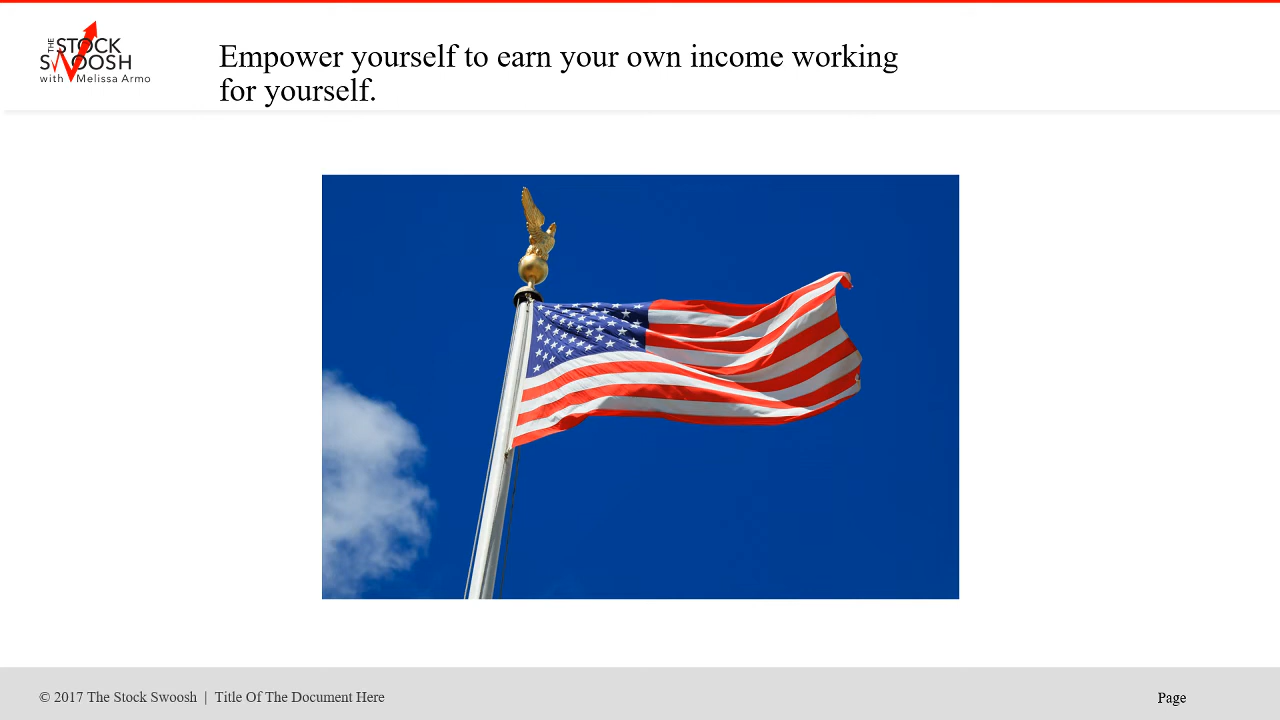 THE STOCK
SWOOSH
with Melissa Armo
Empower yourself to earn your own income working
for yourself.
© 2017 The Stock Swoosh | Title Of The Document Here
Page